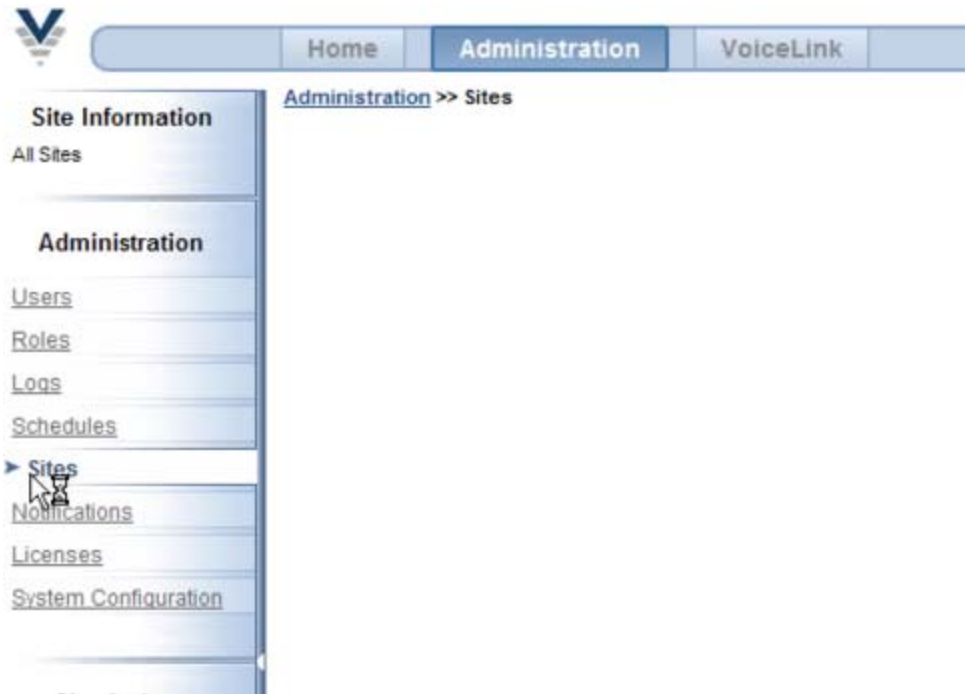 Home Administration VoiceLink
Administration >> Sites
Site Information
All Sites
Administration
Users
Roles
Logs
Schedules
Sites
Notifications
Licenses
System Configuration